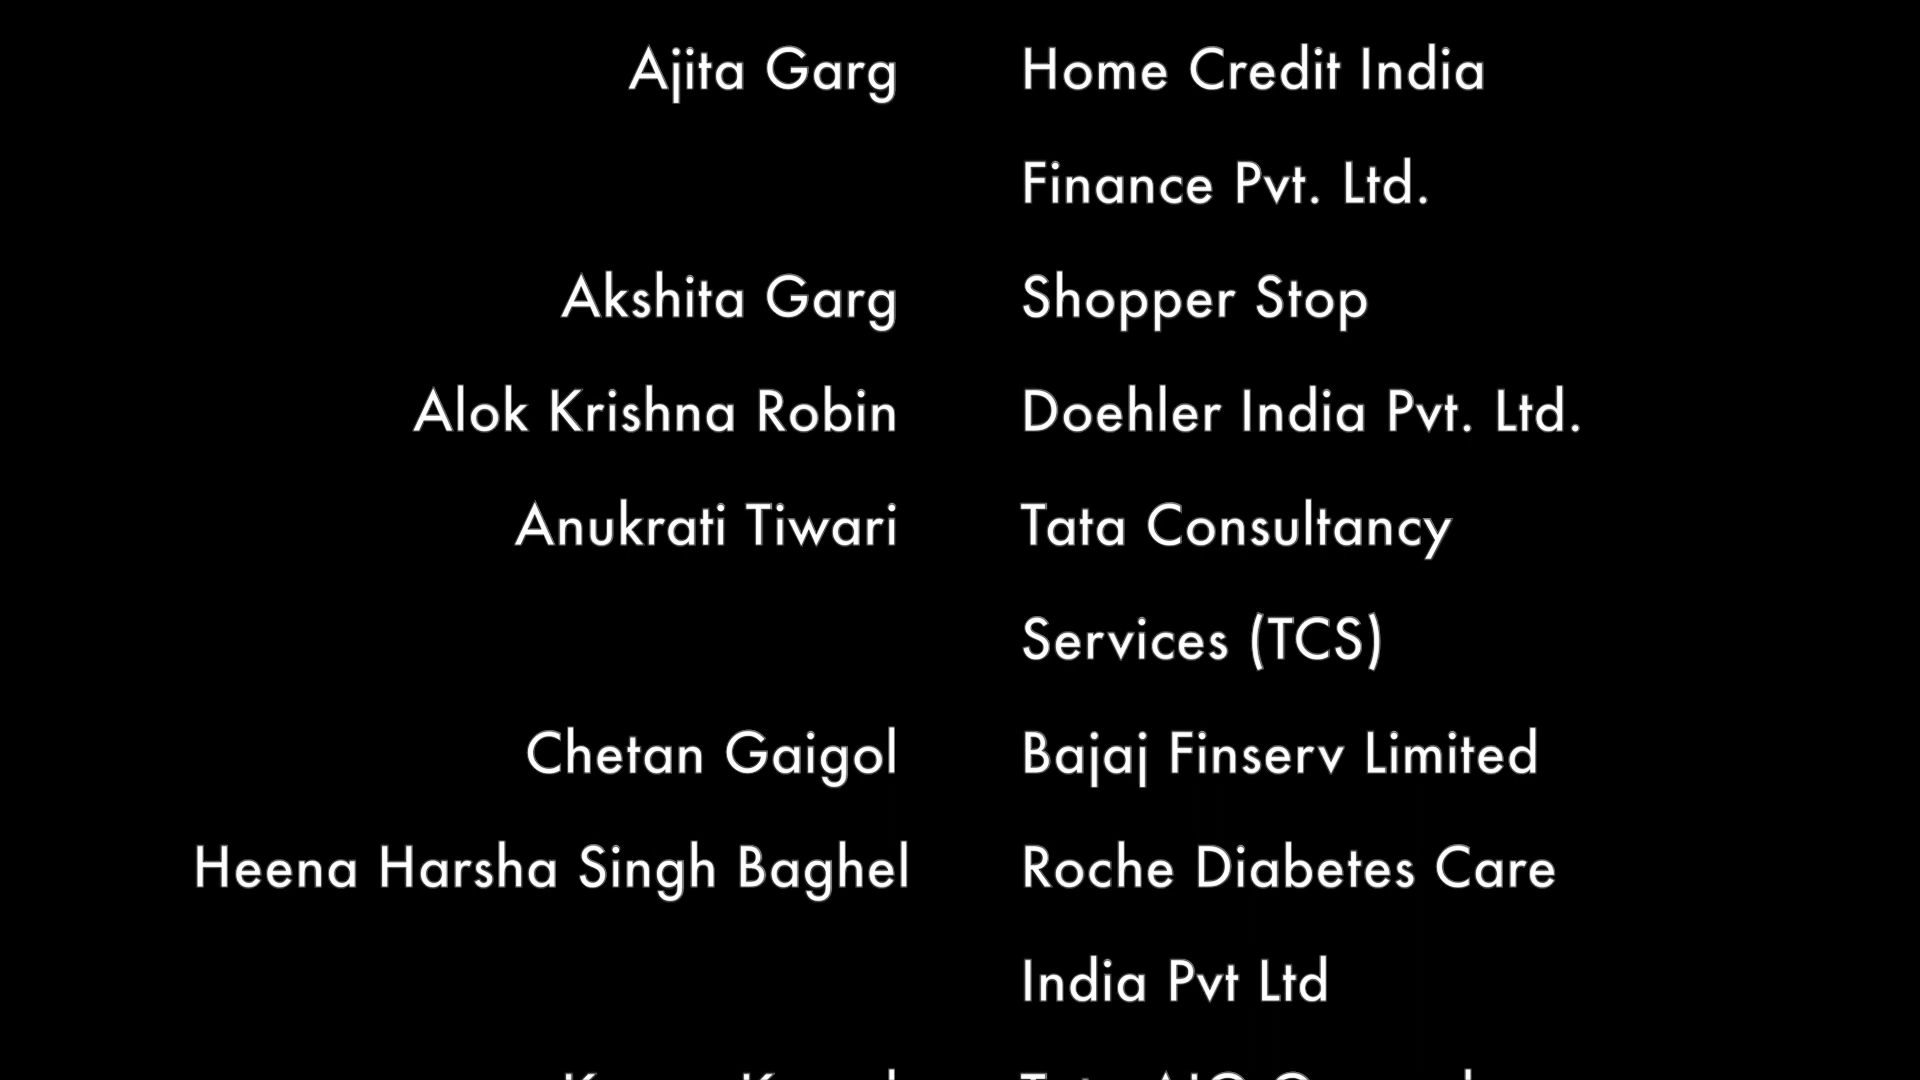 Ajita Garg Home Credit India
Finance Pvt. Ltd.
Akshita Garg Shopper Stop
Alok Krishna Robin Doehler India Pvt. Ltd.
Anukrati Tiwari Tata Consultancy
Services (TCS)
Chetan Gaigol Bajaj Finserv Limited
Heena Harsha Singh Baghel Roche Diabetes Care
India Pvt Ltd